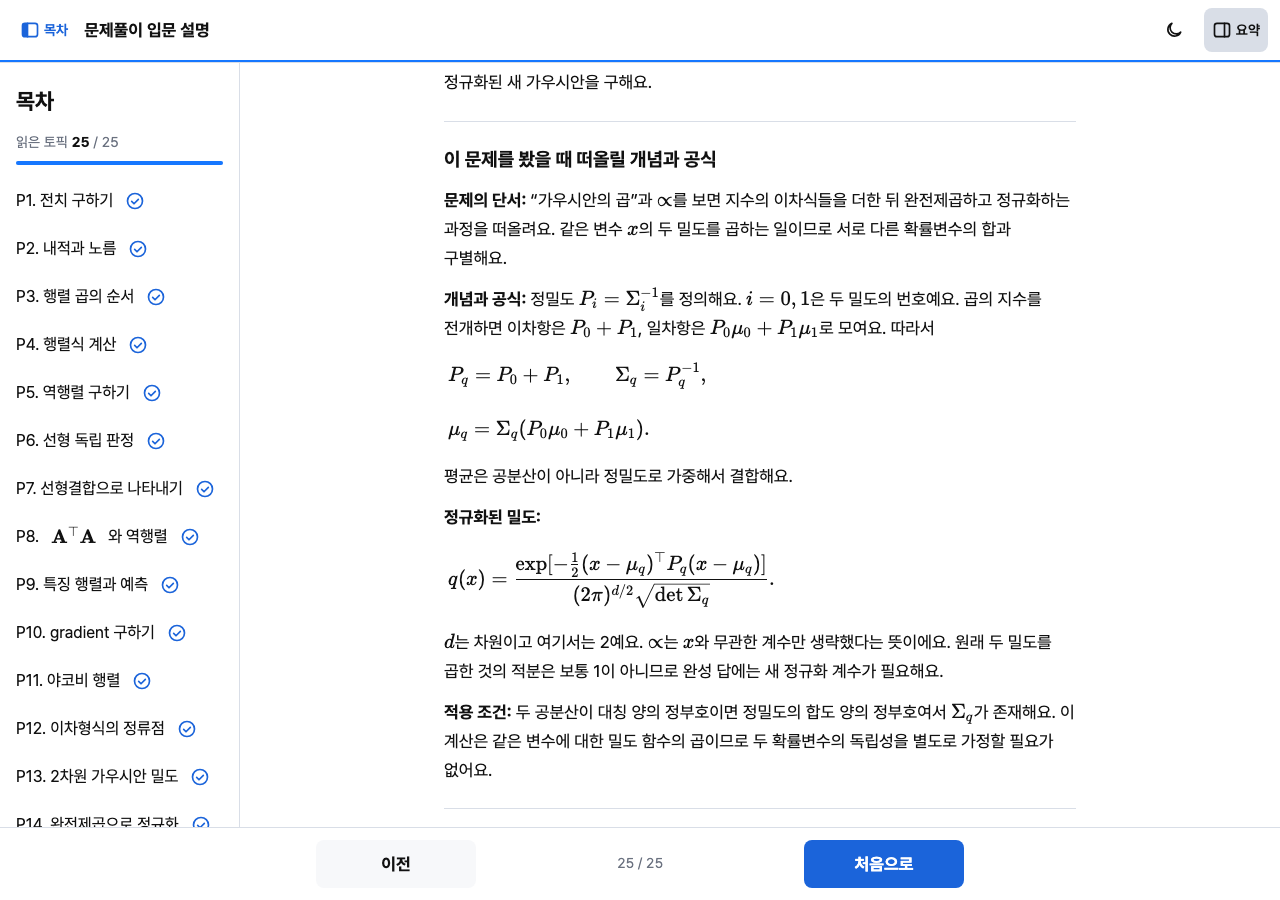 목차
문제풀이 입문 설명
요약
목차
읽은 토픽 25 / 25
P1. 전치 구하기
P2. 내적과 노름
P3. 행렬 곱의 순서
P4. 행렬식 계산
P5. 역행렬 구하기
P6. 선형 독립 판정
P7. 선형결합으로 나타내기
P8. A⊤A 와 역행렬
P9. 특징 행렬과 예측
P10. gradient 구하기
P11. 야코비 행렬
P12. 이차형식의 정류점
P13. 2차원 가우시안 밀도
P14. 완전제곱으로 정규화
정규화된 새 가우시안을 구해요.
이 문제를 봤을 때 떠올릴 개념과 공식
문제의 단서: “가우시안의 곱”과 ∝를 보면 지수의 이차식들을 더한 뒤 완전제곱하고 정규화하는
과정을 떠올려요. 같은 변수 x의 두 밀도를 곱하는 일이므로 서로 다른 확률변수의 합과
구별해요.
개념과 공식: 정밀도 P_i = Σ_i^{-1}를 정의해요. i = 0, 1은 두 밀도의 번호예요. 곱의 지수를
전개하면 이차항은 P_0 + P_1, 일차항은 P_0μ_0 + P_1μ_1로 모여요. 따라서
P_q = P_0 + P_1,  Σ_q = P_q^{-1},
μ_q = Σ_q(P_0μ_0 + P_1μ_1).
평균은 공분산이 아니라 정밀도로 가중해서 결합해요.
정규화된 밀도:
q(x) = \frac{exp[-\frac{1}{2}(x − μ_q)^⊤P_q(x − μ_q)]}{(2π)^{d/2}\sqrt{det Σ_q}}.
d는 차원이고 여기서는 2예요. ∝는 x와 무관한 계수만 생략했다는 뜻이에요. 원래 두 밀도를
곱한 것의 적분은 보통 1이 아니므로 완성 답에는 새 정규화 계수가 필요해요.
적용 조건: 두 공분산이 대칭 양의 정부호이면 정밀도의 합도 양의 정부호여서 Σ_q가 존재해요. 이
계산은 같은 변수에 대한 밀도 함수의 곱이므로 두 확률변수의 독립성을 별도로 가정할 필요가
없어요.
이전
25 / 25
처음으로